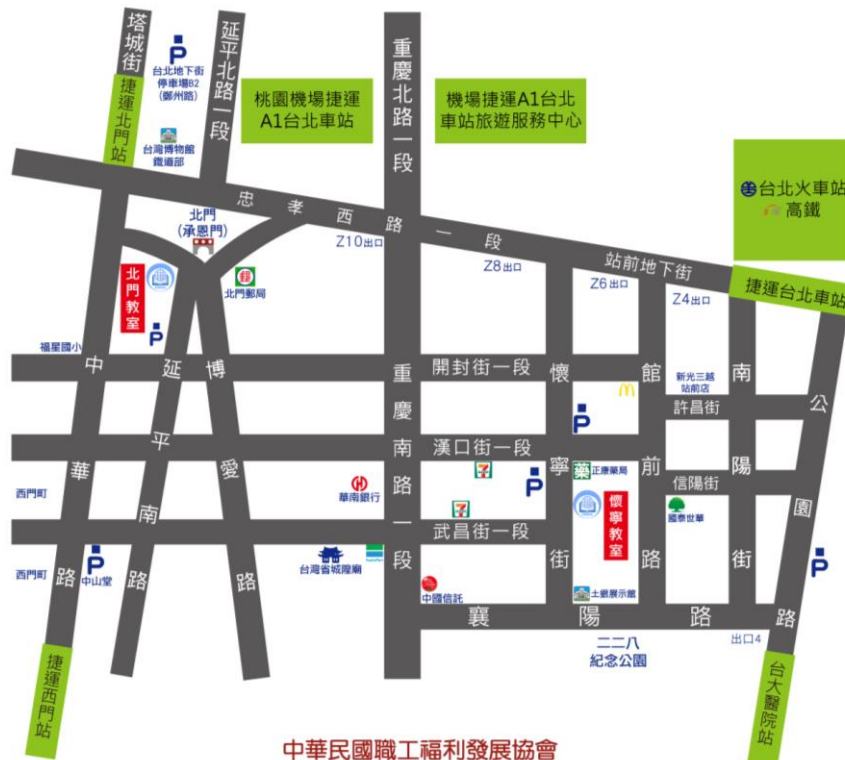 塔城街
P
台北地下街
停車場B2
(鄭州路)
延平北路一段
重慶北路一段
桃園機場捷運
A1台北車站
機場捷運A1台北
車站旅遊服務中心
捷運北門站
台灣博物館
鐵道部
台北火車站
高鐵
忠孝西路一段
北門
(承恩門)
Z10出口
Z8出口
站前地下街
Z6出口
Z4出口
捷運台北車站
北門教室
郵
北門郵局
P
福星國小
中華路
延平南路
博愛路
重慶南路一段
開封街一段
懷寧街
館前路
南陽街
公園路
新光三越
站前店
許昌街
P
漢口街一段
西門町
華南銀行
7
P
藥
正康藥局
信陽街
懷寧教室
國泰世華
7
武昌街一段
西門町
P
中山堂
台灣省城隍廟
中國信託
土銀展示館
P
襄陽路
二二八
紀念公園
出口4
捷運西門站
台大醫院站
中華民國職工福利發展協會